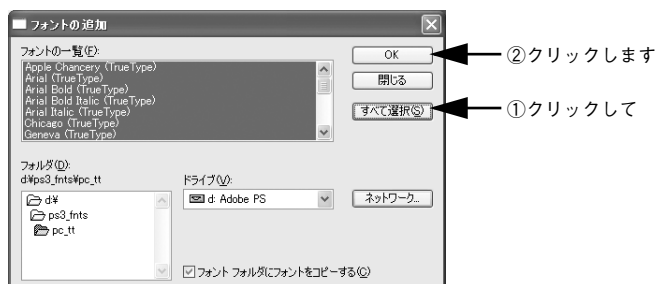 フォントの追加
フォントの一覧(F):
Apple Chancery (TrueType)
Arial (TrueType)
Arial Bold (TrueType)
Arial Bold Italic (TrueType)
Arial Italic (TrueType)
Chicago (TrueType)
Geneva (TrueType)
OK
②クリックします
閉じる
すべて選択(S)
①クリックして
フォルダ(D):
d:¥ps3_fnts¥pc_tt
d:¥
ps3_fnts
pc_tt
ドライブ(V):
d: Adobe PS
ネットワーク...
フォント フォルダにフォントをコピーする(C)